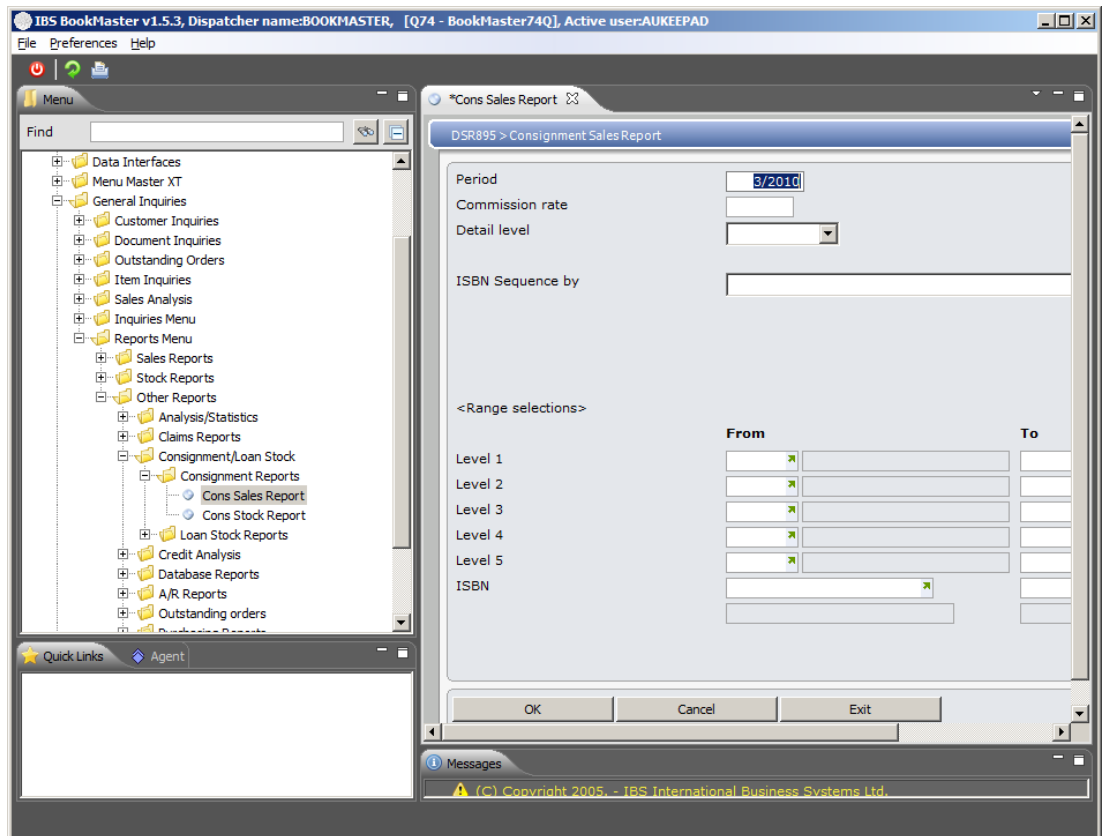 IBS BookMaster v1.5.3, Dispatcher name:BOOKMASTER, [Q74 - BookMaster74Q], Active user:AUKEEPAD
File Preferences Help
Menu
Find
Data Interfaces
Menu Master XT
General Inquiries
Customer Inquiries
Document Inquiries
Outstanding Orders
Item Inquiries
Sales Analysis
Inquiries Menu
Reports Menu
Sales Reports
Stock Reports
Other Reports
Analysis/Statistics
Claims Reports
Consignment/Loan Stock
Consignment Reports
Cons Sales Report
Cons Stock Report
Loan Stock Reports
Credit Analysis
Database Reports
A/R Reports
Outstanding orders
Purchasing Reports
Quick Links Agent
*Cons Sales Report
DSR895 > Consignment Sales Report
Period 3/2010
Commission rate
Detail level
ISBN Sequence by
<Range selections>
From To
Level 1
Level 2
Level 3
Level 4
Level 5
ISBN
OK Cancel Exit
Messages
(C) Copyright 2005. - IBS International Business Systems Ltd.